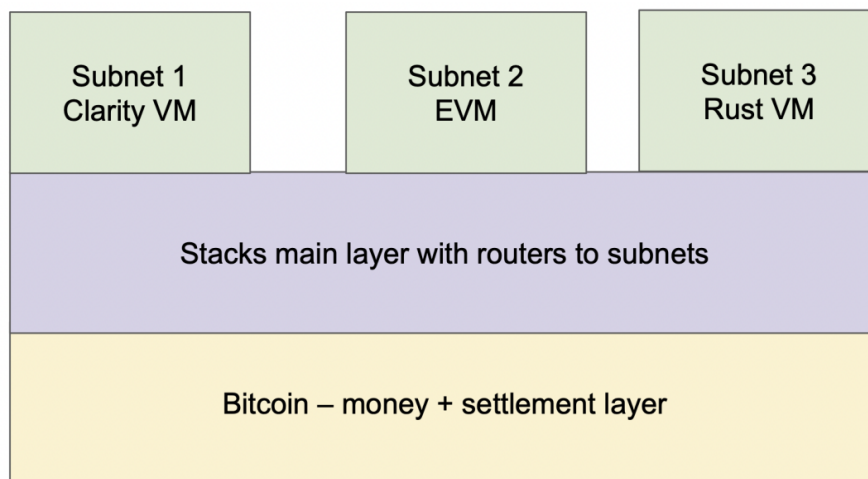 Subnet 1
Clarity VM
Subnet 2
EVM
Subnet 3
Rust VM
Stacks main layer with routers to subnets
Bitcoin – money + settlement layer